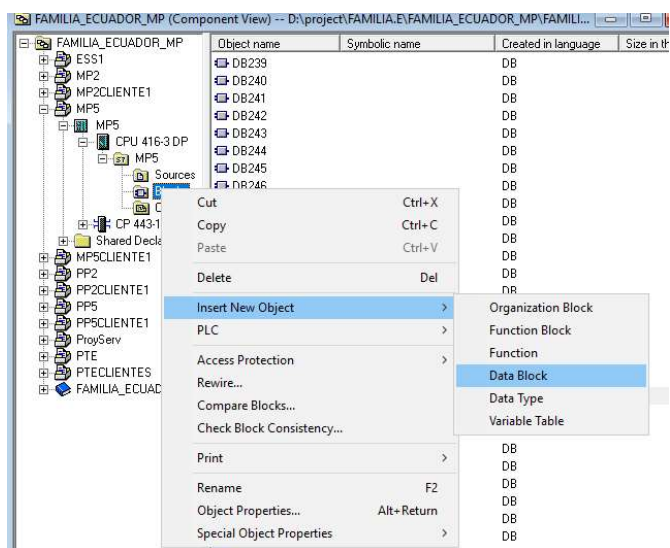 FAMILIA_ECUADOR_MP (Component View) -- D:\project\FAMILIA.E\FAMILIA_ECUADOR_MP\FAMILI...
FAMILIA_ECUADOR_MP
ESS1
MP2
MP2CLIENTE1
MP5
MP5
CPU 416-3 DP
MP5
Sources
CP 443-1
Shared Decla
MP5CLIENTE1
PP2
PP2CLIENTE1
PP5
PP5CLIENTE1
ProyServ
PTE
PTECLIENTES
FAMILIA_ECUAD
Object name Symbolic name Created in language Size in th
DB239 DB
DB240 DB
DB241 DB
DB242 DB
DB243 DB
DB244 DB
DB245 DB
DB246 DB
DB
DB
DB
DB
DB
DB
DB
DB
DB
DB
DB
DB
Cut Ctrl+X
Copy Ctrl+C
Paste Ctrl+V
Delete Del
Insert New Object
PLC
Access Protection
Rewire...
Compare Blocks...
Check Block Consistency...
Print
Rename F2
Object Properties... Alt+Return
Special Object Properties
Organization Block
Function Block
Function
Data Block
Data Type
Variable Table